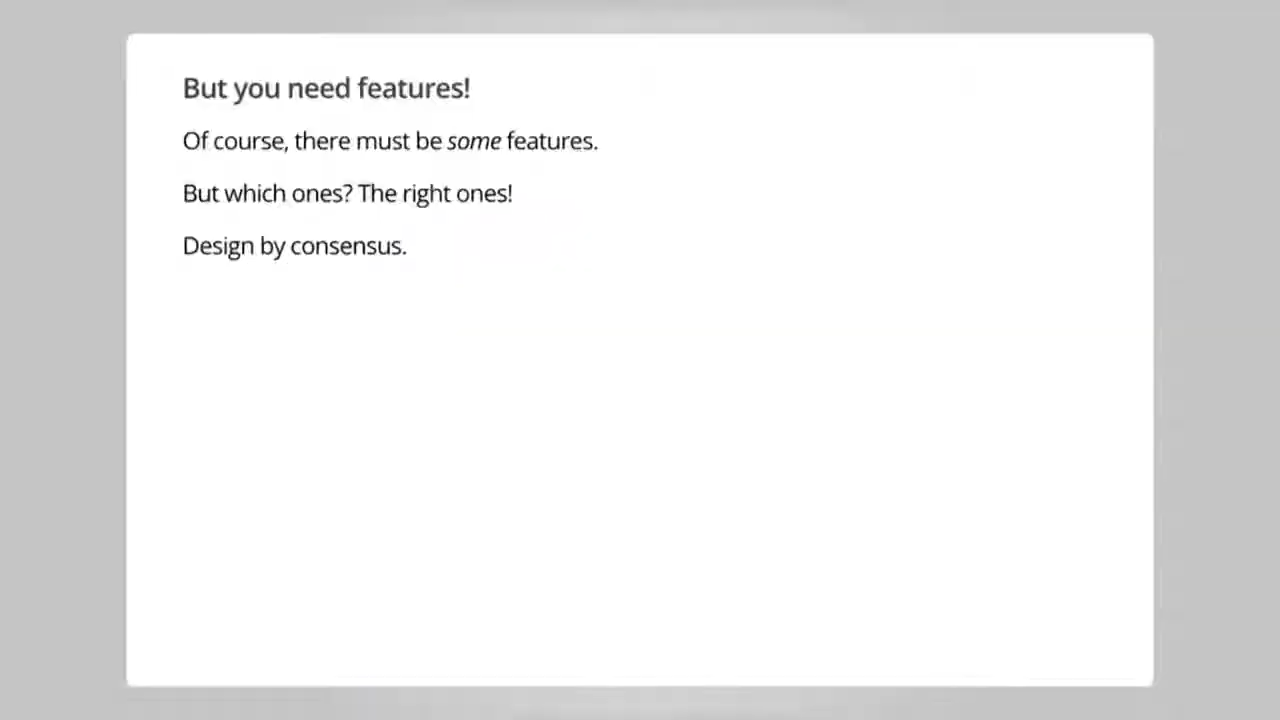 But you need features!
Of course, there must be some features.
But which ones? The right ones!
Design by consensus.